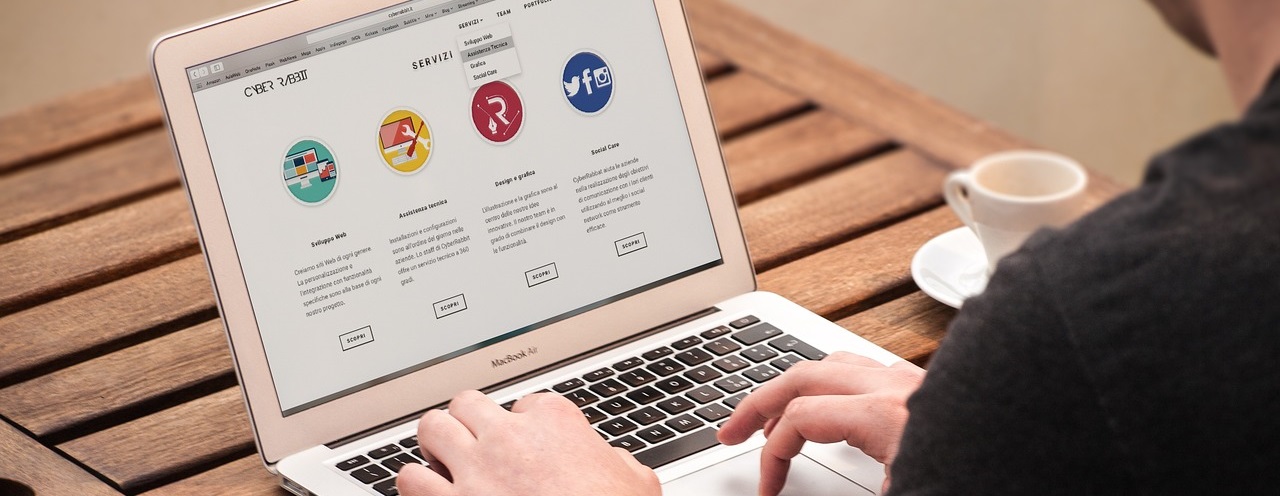 cyberrabbit.it
SERVIZI TEAM PORTFOLIO
Sviluppo Web
Assistenza Tecnica
Grafica
Social Care
CYBER RABBIT
SERVIZI
Sviluppo Web
Creiamo siti Web di ogni genere.
La personalizzazione e
l'integrazione con funzionalità
specifiche sono alla base di ogni
nostro progetto.
SCOPRI
Assistenza tecnica
Installazioni e configurazioni
sono all'ordine del giorno nelle
aziende. Lo staff di CyberRabbit
offre un servizio tecnico a 360
gradi.
SCOPRI
Design e grafica
L'illustrazione e la grafica sono al
centro delle nostre idee
innovative. Il nostro team è in
grado di combinare il design con
le funzionalità.
SCOPRI
Social Care
CyberRabbit aiuta le aziende
nella realizzazione degli obiettivi
di comunicazione con i lori clienti
utilizzando al meglio i social
network come strumento
efficace.
SCOPRI
MacBook Air